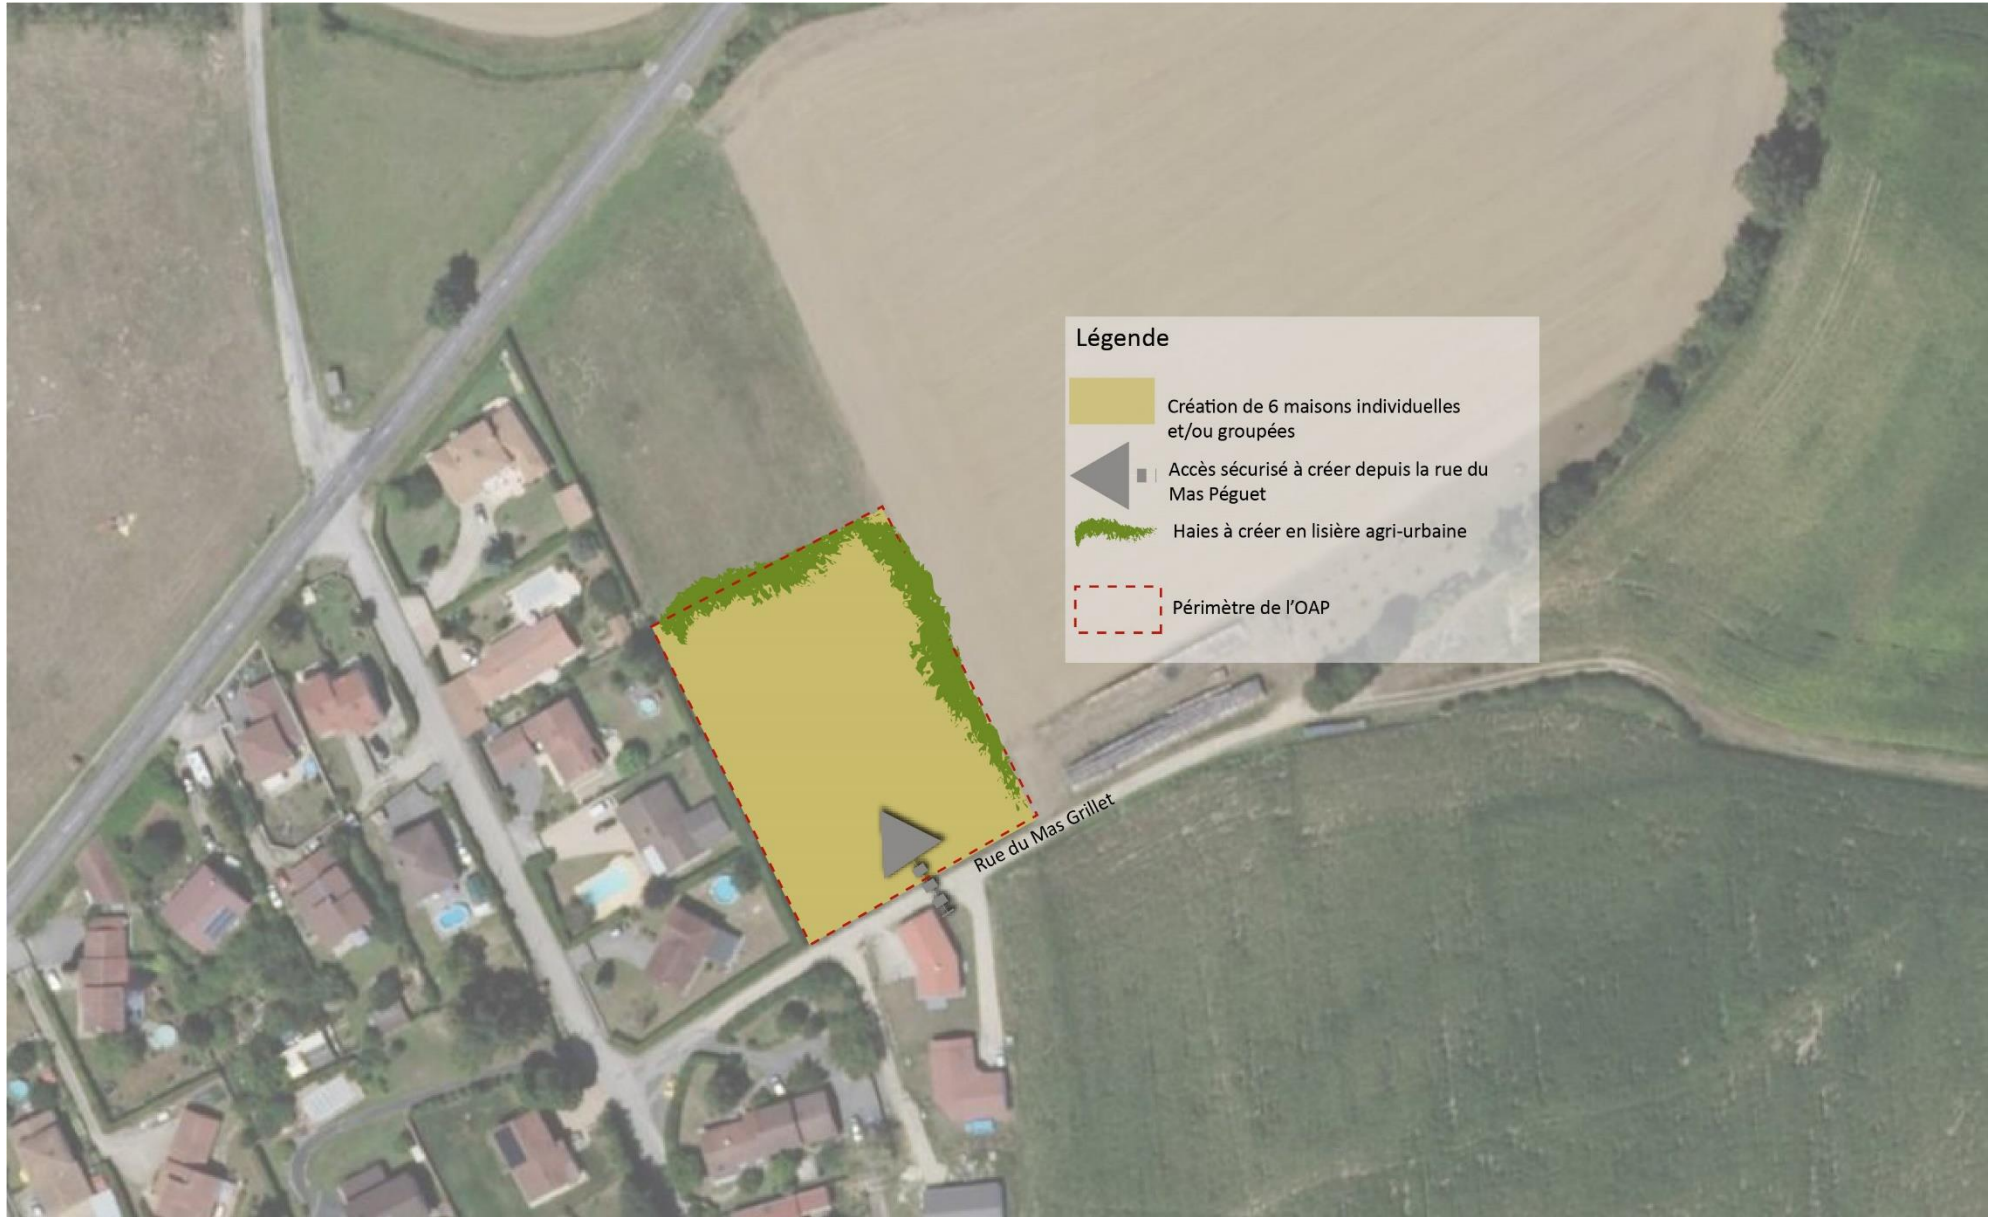 Légende
Création de 6 maisons individuelles
et/ou groupées
Accès sécurisé à créer depuis la rue du
Mas Péguet
Haies à créer en lisière agri-urbaine
Périmètre de l'OAP
Rue du Mas Grillet